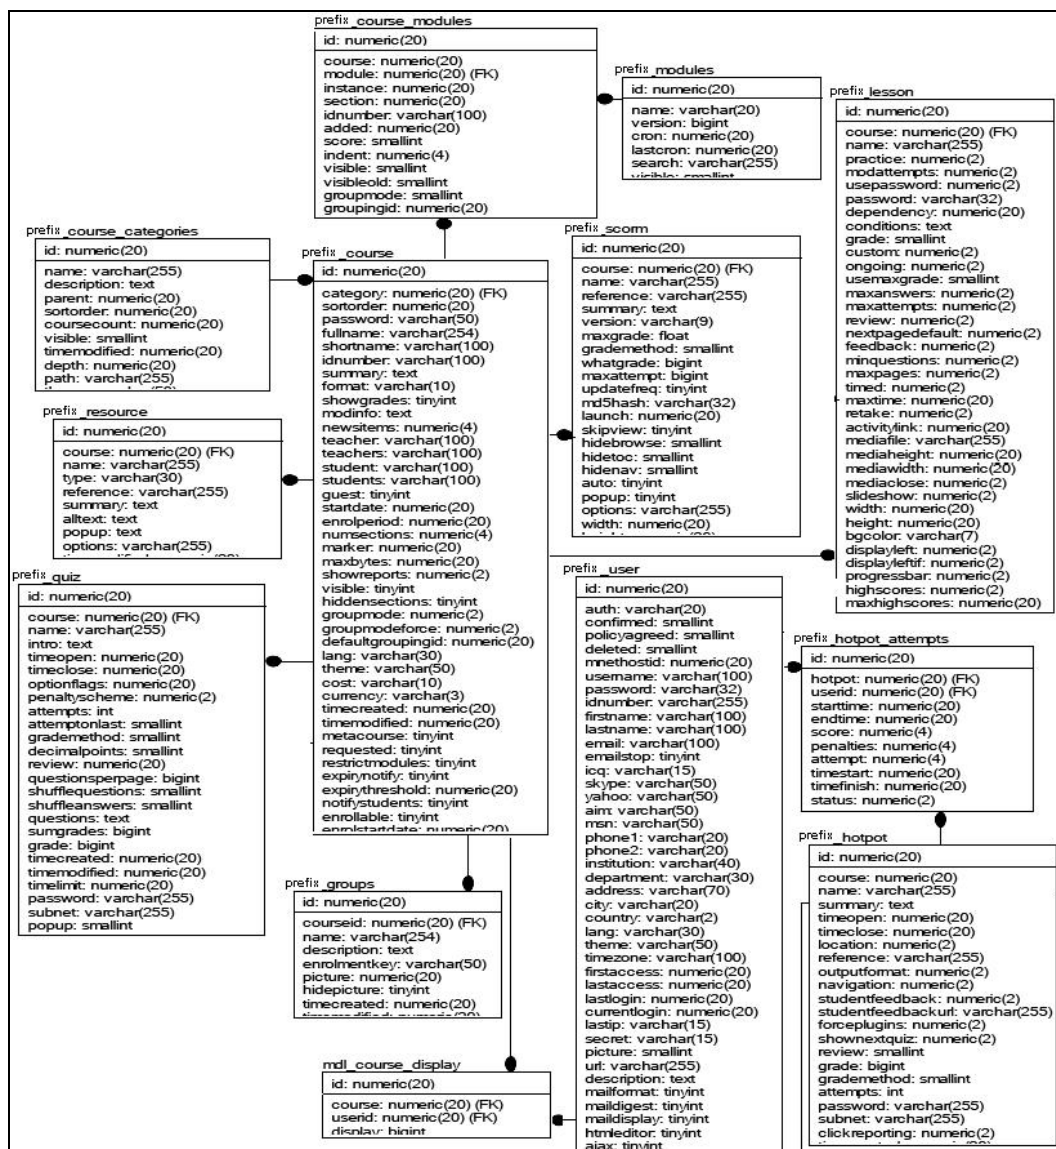 prefix_course_modules
id: numeric(20)
course: numeric(20)
module: numeric(20) (FK)
instance: numeric(20)
section: numeric(20)
idnumber: varchar(100)
added: numeric(20)
score: smallint
indent: numeric(4)
visible: smallint
visibleold: smallint
groupmode: smallint
groupingid: numeric(20)
prefix_modules
id: numeric(20)
name: varchar(20)
version: bigint
cron: numeric(20)
lastcron: numeric(20)
search: varchar(255)
visible: smallint
prefix_lesson
id: numeric(20)
course: numeric(20) (FK)
name: varchar(255)
practice: numeric(2)
modattempts: numeric(2)
usepassword: numeric(2)
password: varchar(32)
dependency: numeric(20)
conditions: text
grade: smallint
custom: numeric(2)
ongoing: numeric(2)
usemaxgrade: smallint
maxanswers: numeric(2)
maxattempts: numeric(2)
review: numeric(2)
nextpagedefault: numeric(2)
feedback: numeric(2)
minquestions: numeric(2)
maxpages: numeric(2)
timed: numeric(2)
maxtime: numeric(20)
retake: numeric(2)
activitylink: numeric(20)
mediafile: varchar(255)
mediaheight: numeric(20)
mediawidth: numeric(20)
mediaclose: numeric(2)
slideshow: numeric(2)
width: numeric(20)
height: numeric(20)
bgcolor: varchar(7)
displayleft: numeric(2)
displayleftif: numeric(2)
progressbar: numeric(2)
highscores: numeric(2)
maxhighscores: numeric(20)
prefix_course_categories
id: numeric(20)
name: varchar(255)
description: text
parent: numeric(20)
sortorder: numeric(20)
coursecount: numeric(20)
visible: smallint
timemodified: numeric(20)
depth: numeric(20)
path: varchar(255)
prefix_course
id: numeric(20)
category: numeric(20) (FK)
sortorder: numeric(20)
password: varchar(50)
fullname: varchar(254)
shortname: varchar(100)
idnumber: varchar(100)
summary: text
format: varchar(10)
showgrades: tinyint
modinfo: text
newsitems: numeric(4)
teacher: varchar(100)
teachers: varchar(100)
student: varchar(100)
students: varchar(100)
guest: tinyint
startdate: numeric(20)
enrolperiod: numeric(20)
numsections: numeric(4)
marker: numeric(20)
maxbytes: numeric(20)
showreports: numeric(2)
visible: tinyint
hiddensections: tinyint
groupmode: numeric(2)
groupmodeforce: numeric(2)
defaultgroupingid: numeric(20)
lang: varchar(30)
theme: varchar(50)
cost: varchar(10)
currency: varchar(3)
timecreated: numeric(20)
timemodified: numeric(20)
metacourse: tinyint
requested: tinyint
restrictmodules: tinyint
expirynotify: tinyint
expirythreshold: numeric(20)
notifystudents: tinyint
enrollable: tinyint
enrolstartdate: numeric(20)
prefix_scorm
id: numeric(20)
course: numeric(20) (FK)
name: varchar(255)
reference: varchar(255)
summary: text
version: varchar(9)
maxgrade: float
grademethod: smallint
whatgrade: bigint
maxattempt: bigint
updatefreq: tinyint
md5hash: varchar(32)
launch: numeric(20)
skipview: tinyint
hidebrowse: smallint
hidetoc: smallint
hidenav: smallint
auto: tinyint
popup: tinyint
options: varchar(255)
width: numeric(20)
prefix_resource
id: numeric(20)
course: numeric(20) (FK)
name: varchar(255)
type: varchar(30)
reference: varchar(255)
summary: text
alltext: text
popup: text
options: varchar(255)
prefix_quiz
id: numeric(20)
course: numeric(20) (FK)
name: varchar(255)
intro: text
timeopen: numeric(20)
timeclose: numeric(20)
optionflags: numeric(20)
penaltyscheme: numeric(2)
attempts: int
attemptonlast: smallint
grademethod: smallint
decimalpoints: smallint
review: numeric(20)
questionsperpage: bigint
shufflequestions: smallint
shuffleanswers: smallint
questions: text
sumgrades: bigint
grade: bigint
timecreated: numeric(20)
timemodified: numeric(20)
timelimit: numeric(20)
password: varchar(255)
subnet: varchar(255)
popup: smallint
prefix_user
id: numeric(20)
auth: varchar(20)
confirmed: smallint
policyagreed: smallint
deleted: smallint
mnethostid: numeric(20)
username: varchar(100)
password: varchar(32)
idnumber: varchar(255)
firstname: varchar(100)
lastname: varchar(100)
email: varchar(100)
emailstop: tinyint
icq: varchar(15)
skype: varchar(50)
yahoo: varchar(50)
aim: varchar(50)
msn: varchar(50)
phone1: varchar(20)
phone2: varchar(20)
institution: varchar(40)
department: varchar(30)
address: varchar(70)
city: varchar(20)
country: varchar(2)
lang: varchar(30)
theme: varchar(50)
timezone: varchar(100)
firstaccess: numeric(20)
lastaccess: numeric(20)
lastlogin: numeric(20)
currentlogin: numeric(20)
lastip: varchar(15)
secret: varchar(15)
picture: smallint
url: varchar(255)
description: text
mailformat: tinyint
maildigest: tinyint
maildisplay: tinyint
htmleditor: tinyint
ajax: tinyint
prefix_hotpot_attempts
id: numeric(20)
hotpot: numeric(20) (FK)
userid: numeric(20) (FK)
starttime: numeric(20)
endtime: numeric(20)
score: numeric(4)
penalties: numeric(4)
attempt: numeric(4)
timestart: numeric(20)
timefinish: numeric(20)
status: numeric(2)
prefix_hotpot
id: numeric(20)
course: numeric(20)
name: varchar(255)
summary: text
timeopen: numeric(20)
timeclose: numeric(20)
location: numeric(2)
reference: varchar(255)
outputformat: numeric(2)
navigation: numeric(2)
studentfeedback: numeric(2)
studentfeedbackurl: varchar(255)
forceplugins: numeric(2)
shownextquiz: numeric(2)
review: smallint
grade: bigint
grademethod: smallint
attempts: int
password: varchar(255)
subnet: varchar(255)
clickreporting: numeric(2)
prefix_groups
id: numeric(20)
courseid: numeric(20) (FK)
name: varchar(254)
description: text
enrolmentkey: varchar(50)
picture: numeric(20)
hidepicture: tinyint
timecreated: numeric(20)
timemodified: numeric(20)
mdl_course_display
id: numeric(20)
course: numeric(20) (FK)
userid: numeric(20) (FK)
display: bigint